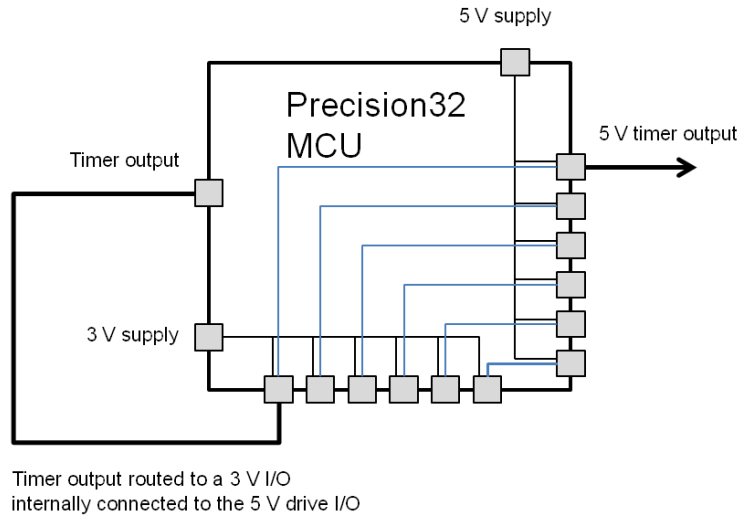 5 V supply
Precision32
MCU
5 V timer output
Timer output
3 V supply
Timer output routed to a 3 V I/O
internally connected to the 5 V drive I/O